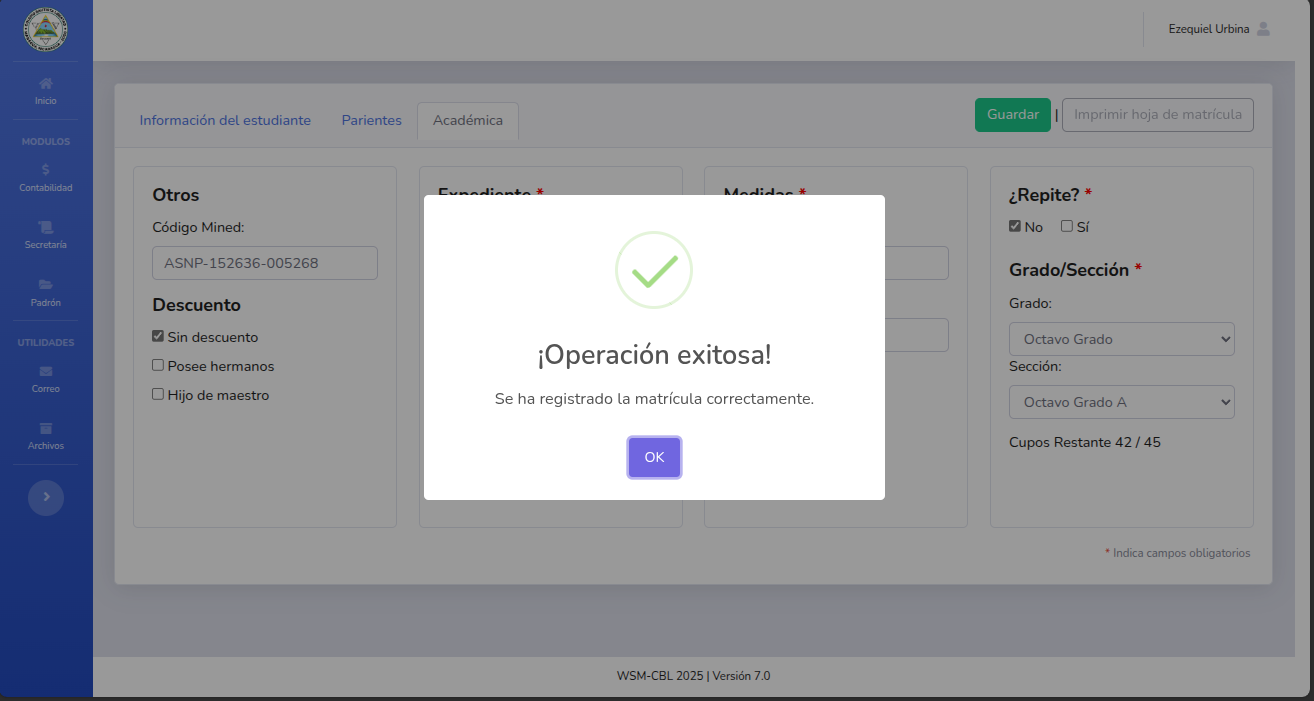 Ezequiel Urbina
Inicio
MODULOS
Contabilidad
Secretaría
Padrón
UTILIDADES
Correo
Archivos
Información del estudiante
Parientes
Académica
Guardar
|
Imprimir hoja de matrícula
Otros
Código Mined:
ASNP-152636-005268
Descuento
Sin descuento
Posee hermanos
Hijo de maestro
Expediente *
Medidas *
¿Repite? *
No
Sí
Grado/Sección *
Grado:
Octavo Grado
Sección:
Octavo Grado A
Cupos Restante 42 / 45
¡Operación exitosa!
Se ha registrado la matrícula correctamente.
OK
* Indica campos obligatorios
WSM-CBL 2025 | Versión 7.0